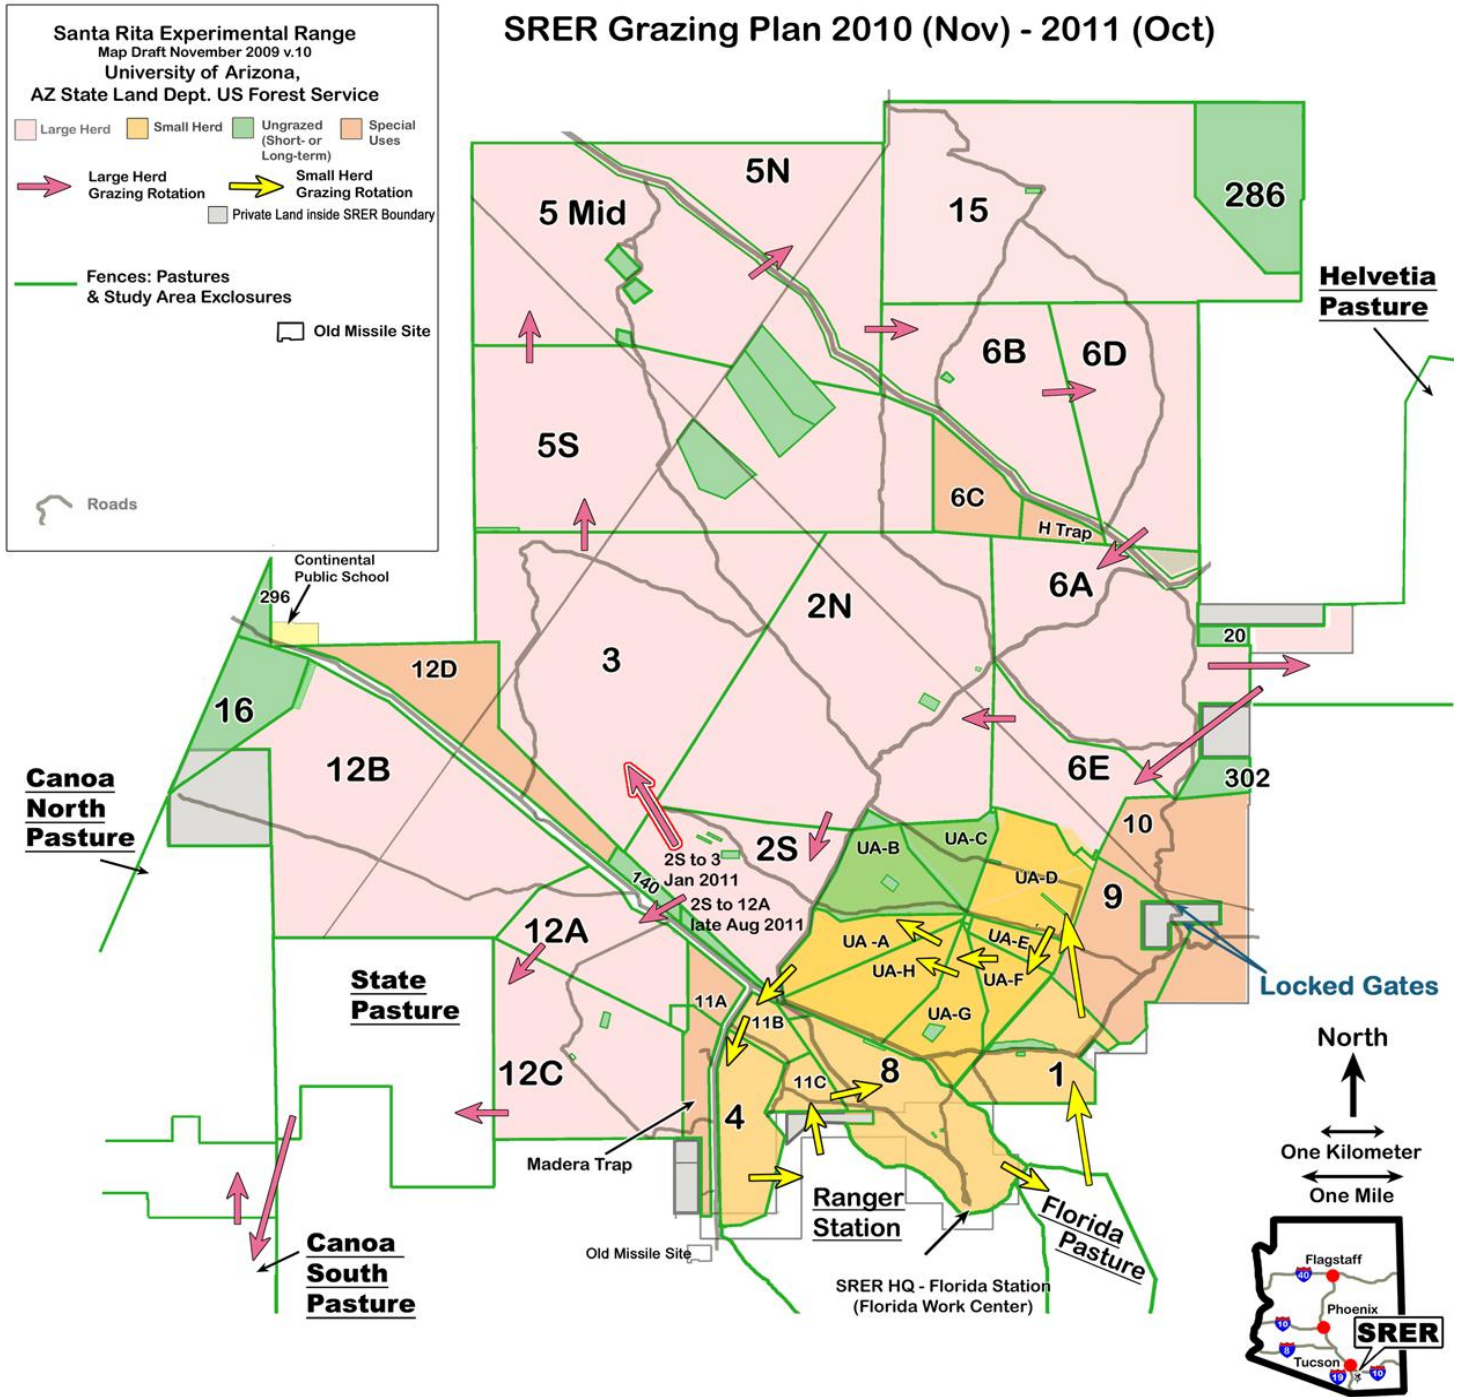 SRER Grazing Plan 2010 (Nov) - 2011 (Oct)
Santa Rita Experimental Range
Map Draft November 2009 v.10
University of Arizona,
AZ State Land Dept. US Forest Service
Large Herd
Small Herd
Ungrazed
(Short- or
Long-term)
Special
Uses
Large Herd
Grazing Rotation
Small Herd
Grazing Rotation
Private Land inside SRER Boundary
Fences: Pastures
& Study Area Exclosures
Old Missile Site
Roads
5N
5 Mid
15
286
Helvetia
Pasture
6B
6D
5S
6C
H Trap
Continental
Public School
296
6A
2N
20
3
12D
16
12B
6E
302
Canoa
North
Pasture
10
2S
UA-B
UA-C
2S to 3
Jan 2011
140
UA-D
9
2S to 12A
late Aug 2011
12A
UA -A
UA-E
UA-H
UA-F
State
Pasture
Locked Gates
11A
11B
UA-G
North
12C
11C
8
1
4
One Kilometer
Madera Trap
One Mile
Ranger
Station
Florida
Pasture
Old Missile Site
Canoa
South
Pasture
SRER HQ - Florida Station
(Florida Work Center)
Flagstaff
40
Phoenix
10
SRER
8
Tucson
19
10